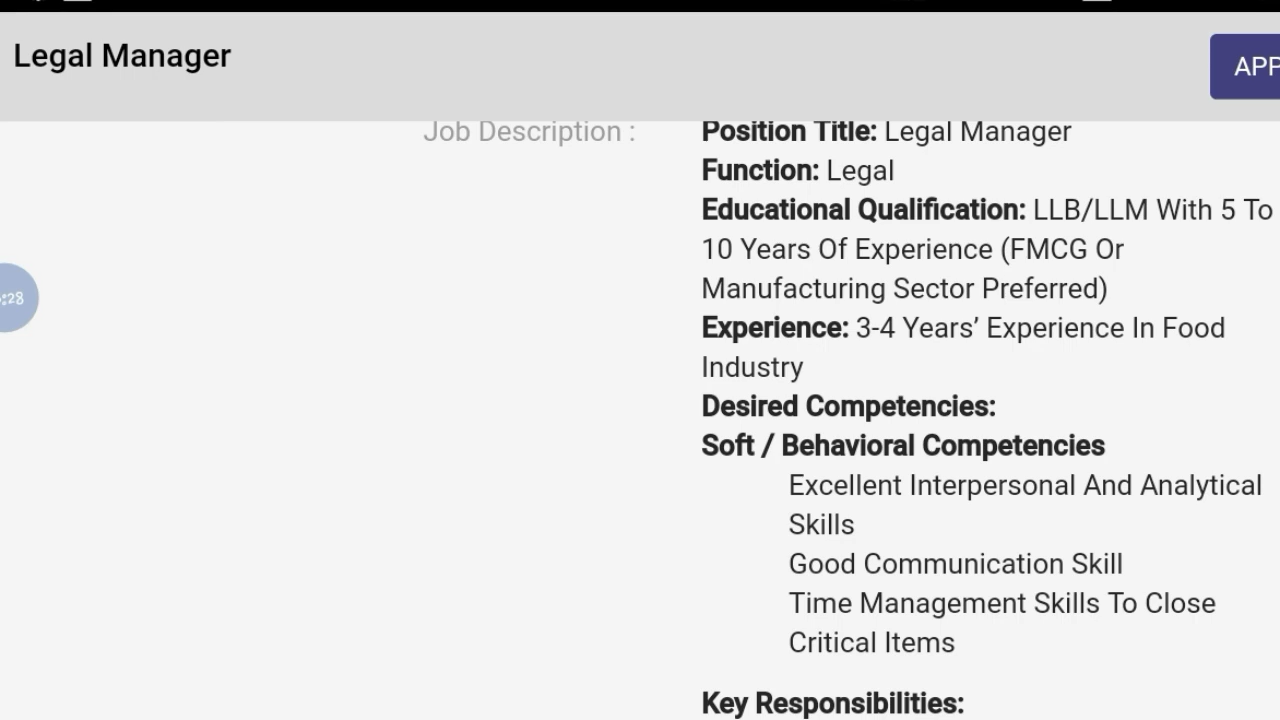 Legal Manager
APP
Job Description :
Position Title: Legal Manager
Function: Legal
Educational Qualification: LLB/LLM With 5 To
10 Years Of Experience (FMCG Or
Manufacturing Sector Preferred)
:28
Experience: 3-4 Years’ Experience In Food
Industry
Desired Competencies:
Soft / Behavioral Competencies
Excellent Interpersonal And Analytical
Skills
Good Communication Skill
Time Management Skills To Close
Critical Items
Key Responsibilities: